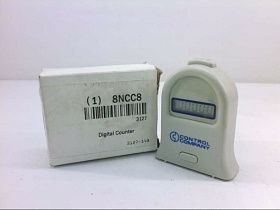 (1) 8NCC8
3127
Digital Counter
CONTROL
COMPANY